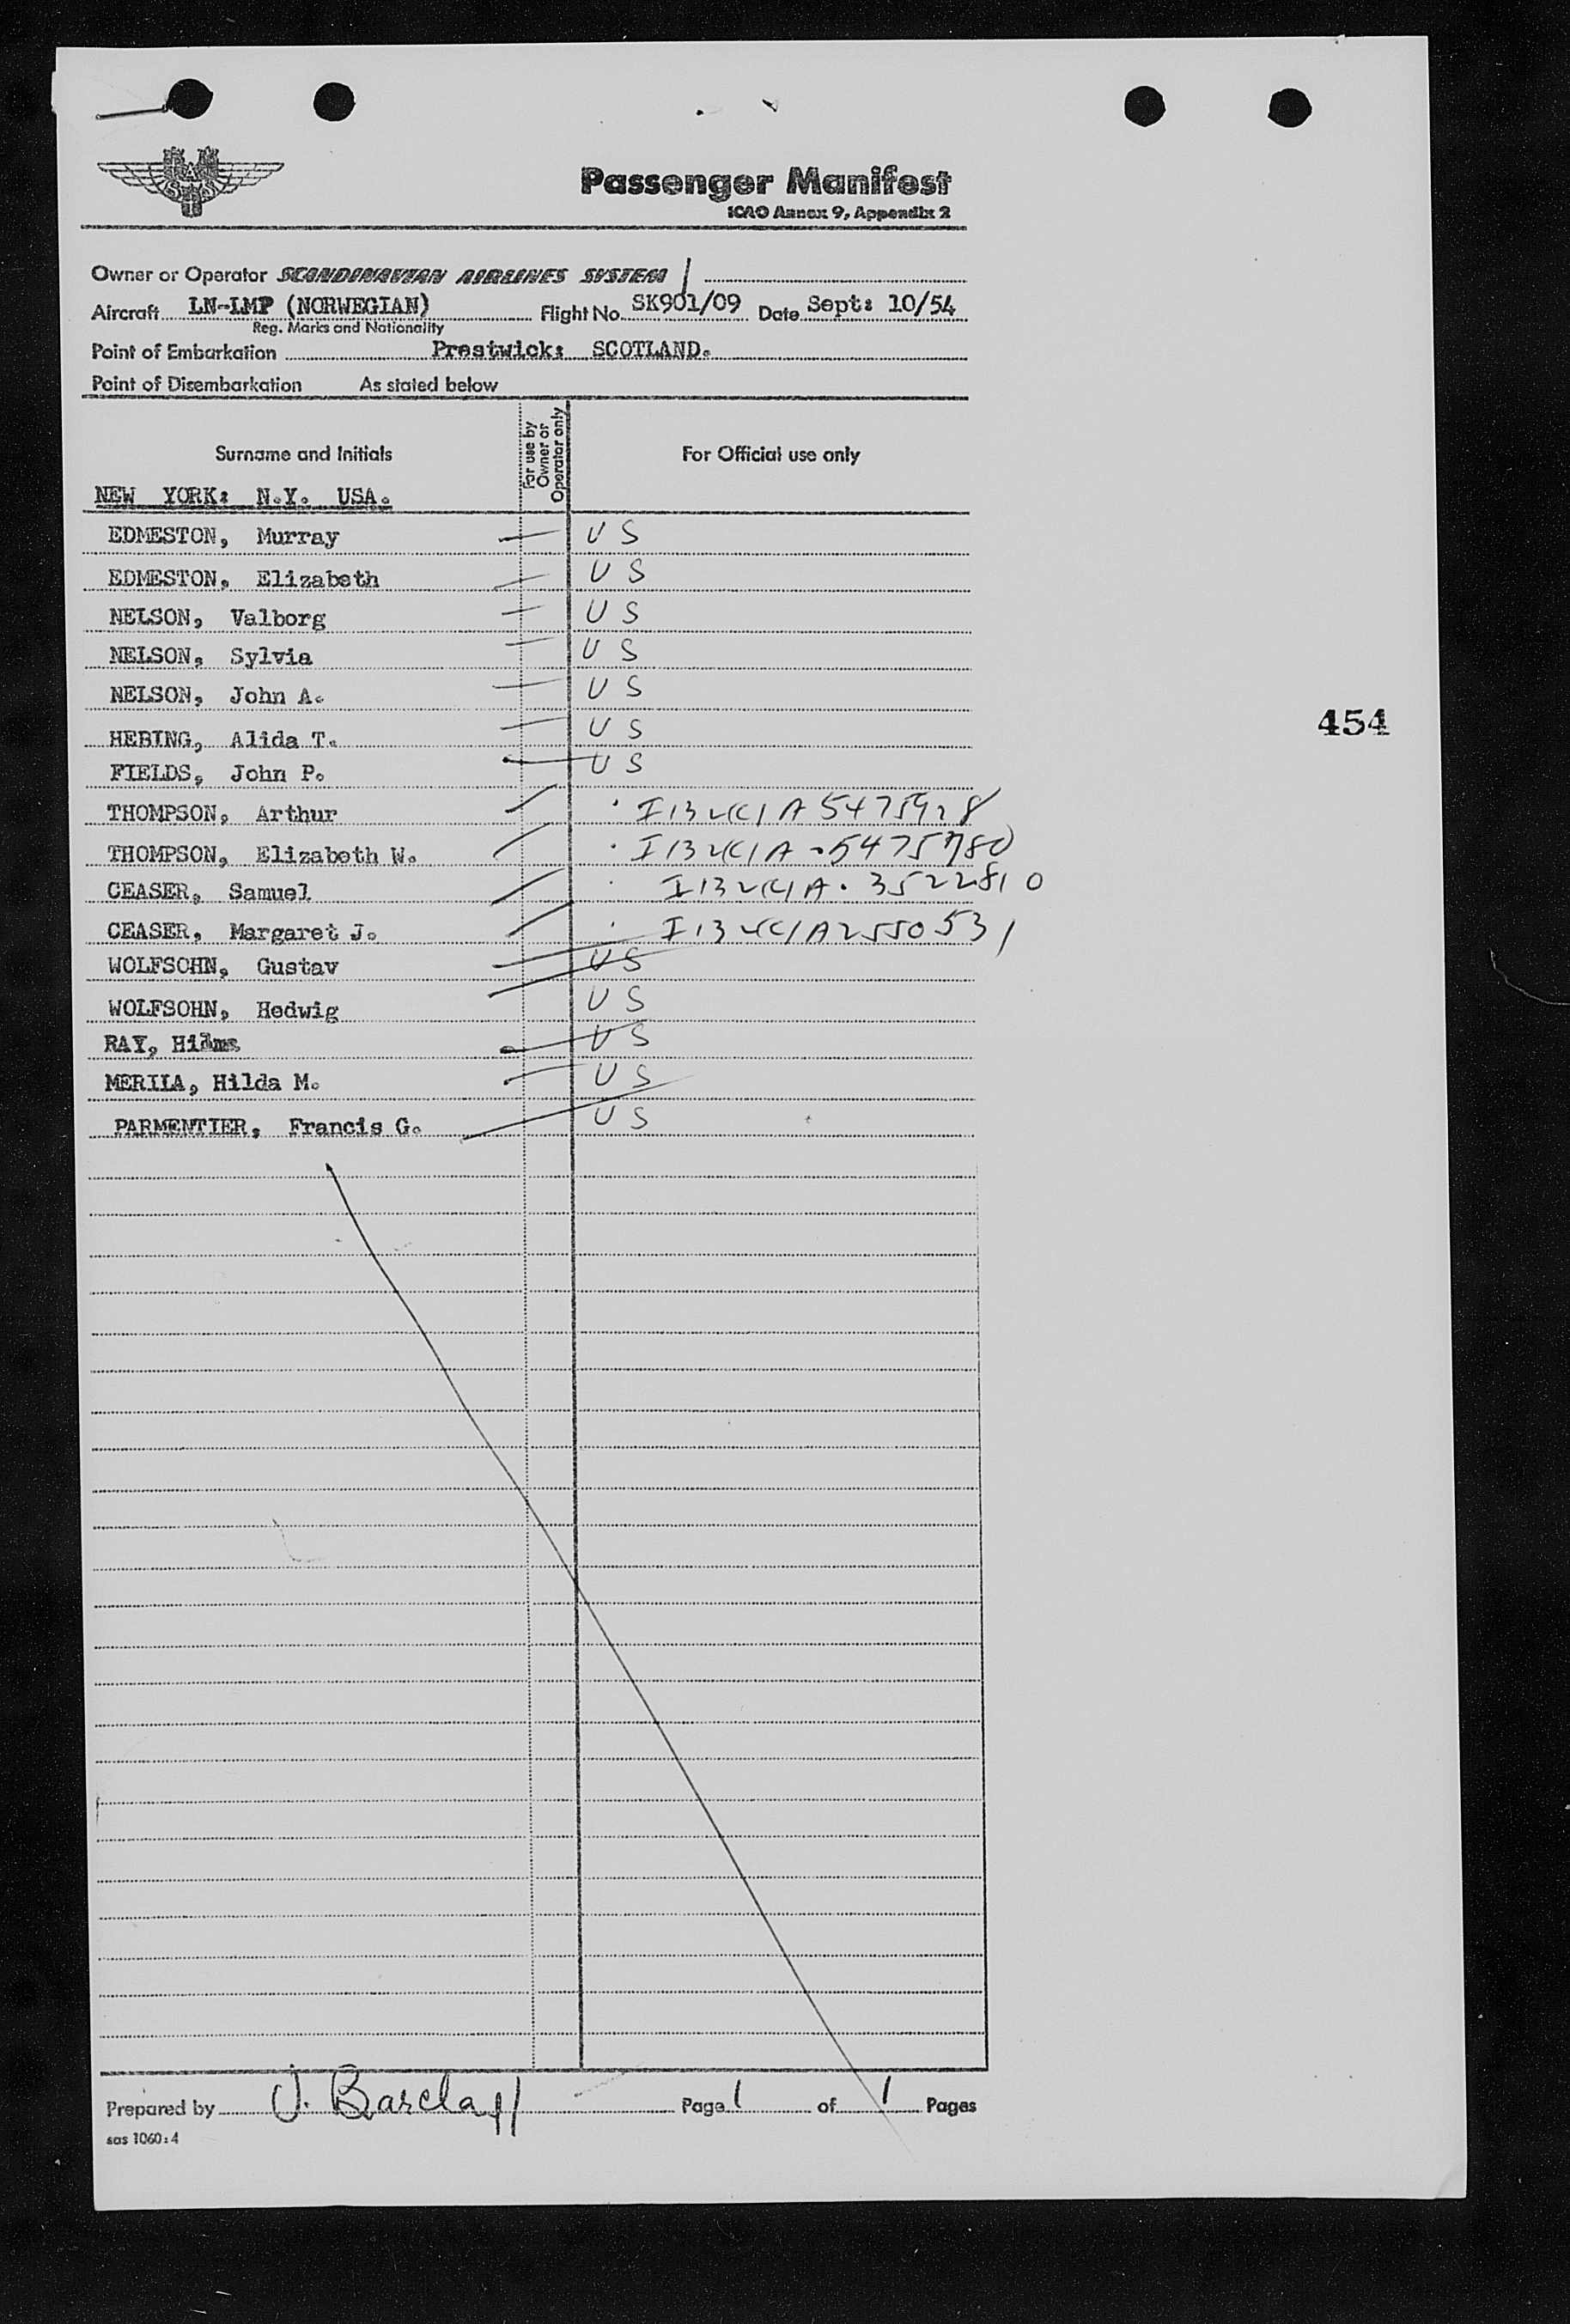 SAS
Passenger Manifest
ICAO Annex 9, Appendix 2
Owner or Operator SCANDINAVIAN AIRLINES SYSTEM
Aircraft LN-LMP (NORWEGIAN) Flight No. SK901/09 Date Sept: 10/54
Reg. Marks and Nationality
Point of Embarkation Prestwick: SCOTLAND.
Point of Disembarkation As stated below
Surname and Initials For use by Owner or Operator only For Official use only
NEW YORK: N.Y. USA.
EDMESTON, Murray US
EDMESTON, Elizabeth US
NELSON, Valborg US
NELSON, Sylvia US
NELSON, John A. US
454
HEBING, Alida T. US
FIELDS, John P. US
THOMPSON, Arthur A5475928
THOMPSON, Elizabeth W. A-5475780
CEASER, Samuel A. 3522810
CEASER, Margaret J. A2550531
WOLFSOHN, Gustav US
WOLFSOHN, Hedwig US
RAY, US
MERILA, Hilda M. US
PARMENTIER, Francis G. US
Prepared by J. Barclay Page 1 of 1 Pages
sas 1060:4